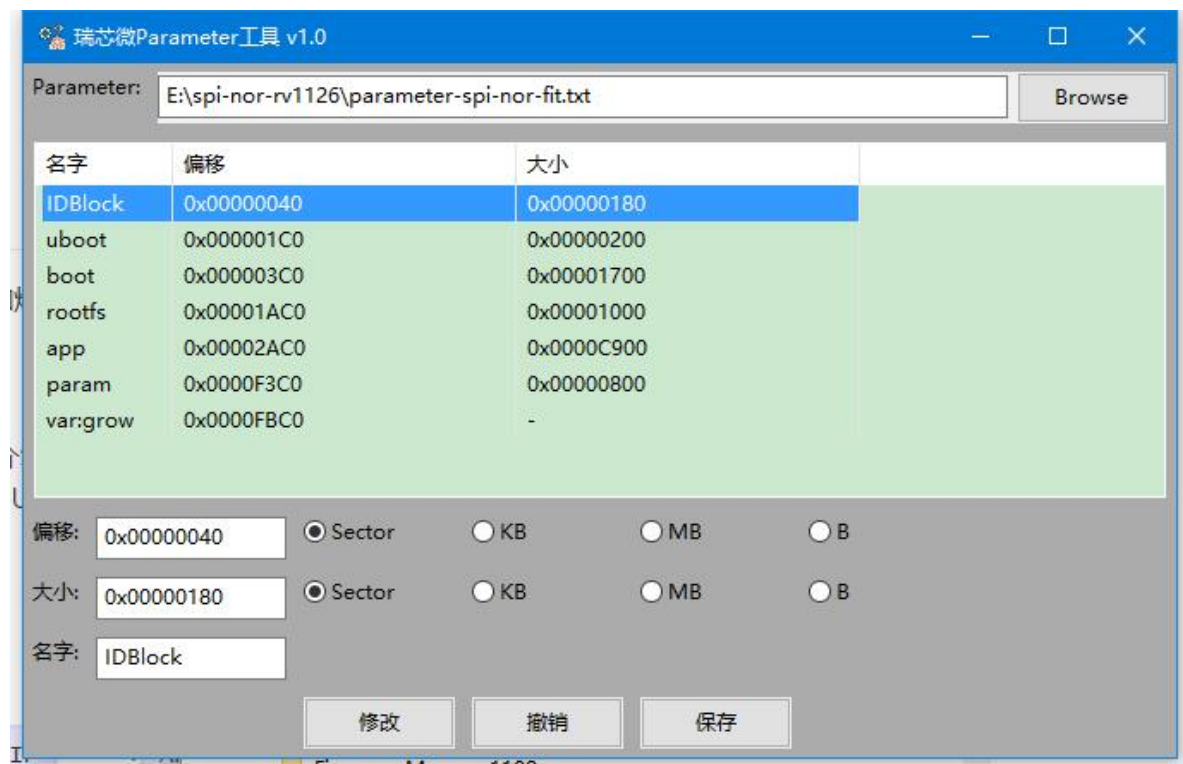 瑞芯微Parameter工具 v1.0
Parameter: E:\spi-nor-rv1126\parameter-spi-nor-fit.txt Browse
名字 偏移 大小
IDBlock 0x00000040 0x00000180
uboot 0x000001C0 0x00000200
boot 0x000003C0 0x00001700
rootfs 0x00001AC0 0x00001000
app 0x00002AC0 0x0000C900
param 0x0000F3C0 0x00000800
var:grow 0x0000FBC0 -
偏移: 0x00000040 Sector KB MB B
大小: 0x00000180 Sector KB MB B
名字: IDBlock
修改 撤销 保存